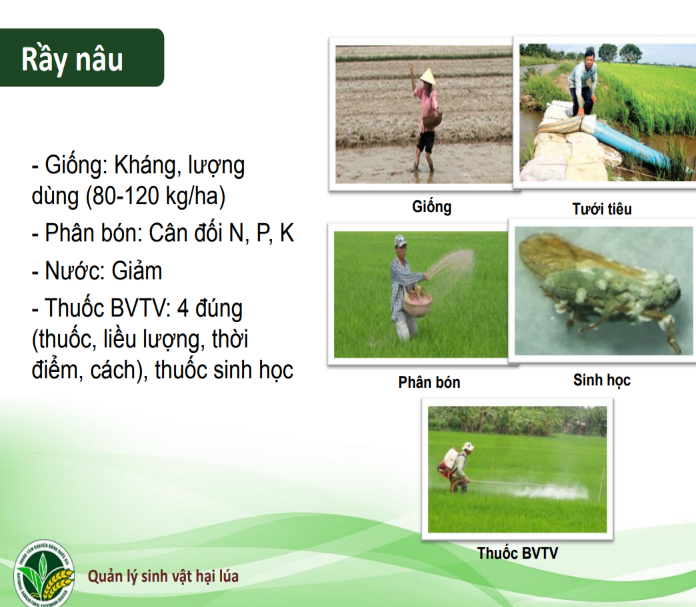 Rầy nâu
- Giống: Kháng, lượng
dùng (80-120 kg/ha)
- Phân bón: Cân đối N, P, K
- Nước: Giảm
- Thuốc BVTV: 4 đúng
(thuốc, liều lượng, thời
điểm, cách), thuốc sinh học
Giống
Tưới tiêu
Phân bón
Sinh học
Thuốc BVTV
Quản lý sinh vật hại lúa